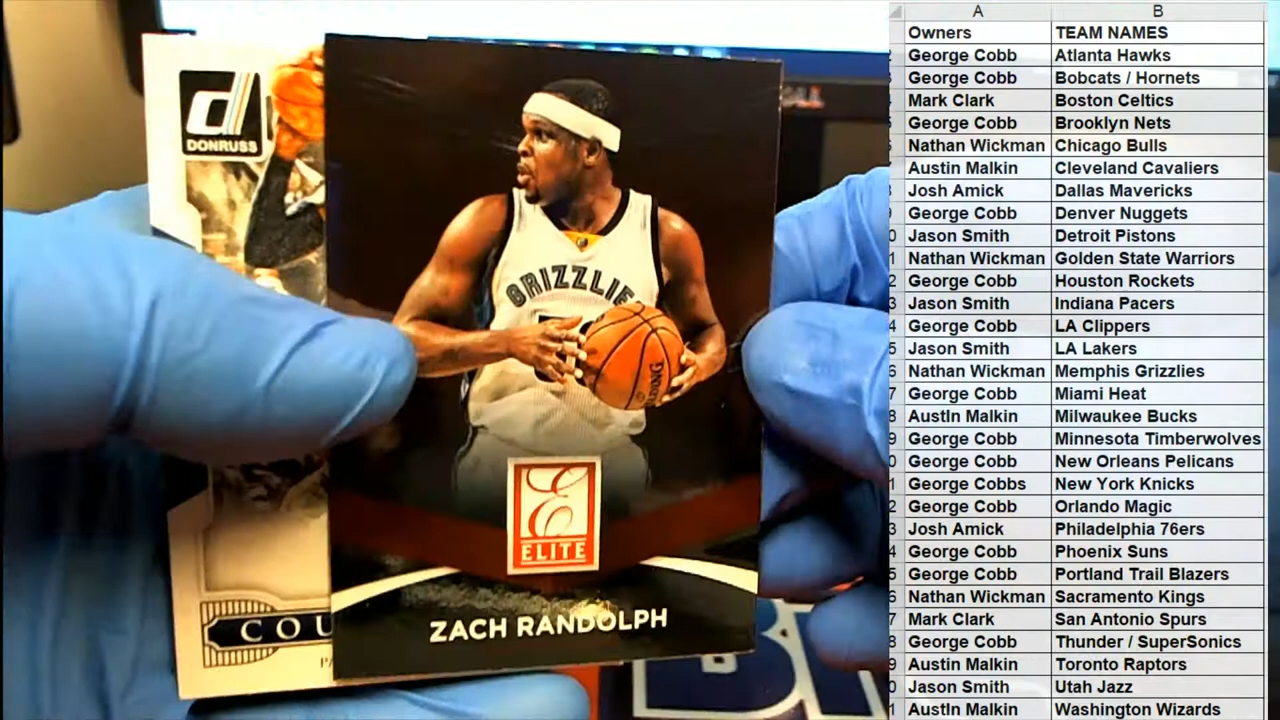 DONRUSS
GRIZZLIE
SPALDING
ELITE
ZACH RANDOLPH
COU
A B
Owners TEAM NAMES
George Cobb Atlanta Hawks
George Cobb Bobcats / Hornets
Mark Clark Boston Celtics
George Cobb Brooklyn Nets
Nathan Wickman Chicago Bulls
Austin Malkin Cleveland Cavaliers
Josh Amick Dallas Mavericks
George Cobb Denver Nuggets
Jason Smith Detroit Pistons
Nathan Wickman Golden State Warriors
George Cobb Houston Rockets
Jason Smith Indiana Pacers
George Cobb LA Clippers
Jason Smith LA Lakers
Nathan Wickman Memphis Grizzlies
George Cobb Miami Heat
AustIn Malkin Milwaukee Bucks
George Cobb Minnesota Timberwolves
George Cobb New Orleans Pelicans
George Cobbs New York Knicks
George Cobb Orlando Magic
Josh Amick Philadelphia 76ers
George Cobb Phoenix Suns
George Cobb Portland Trail Blazers
Nathan Wickman Sacramento Kings
Mark Clark San Antonio Spurs
George Cobb Thunder / SuperSonics
Austin Malkin Toronto Raptors
Jason Smith Utah Jazz
AustIn Malkin Washington Wizards